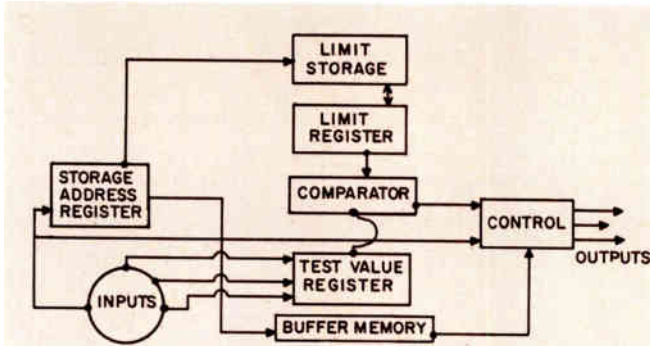 LIMIT
STORAGE
LIMIT
REGISTER
STORAGE
ADDRESS
REGISTER
COMPARATOR
CONTROL
OUTPUTS
INPUTS
TEST VALUE
REGISTER
BUFFER MEMORY